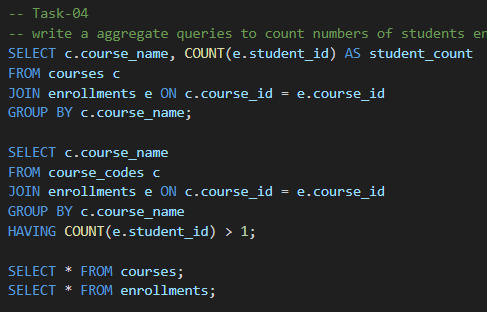 -- Task-04
-- write a aggregate queries to count numbers of students en
SELECT c.course_name, COUNT(e.student_id) AS student_count
FROM courses c
JOIN enrollments e ON c.course_id = e.course_id
GROUP BY c.course_name;
SELECT c.course_name
FROM course_codes c
JOIN enrollments e ON c.course_id = e.course_id
GROUP BY c.course_name
HAVING COUNT(e.student_id) > 1;
SELECT * FROM courses;
SELECT * FROM enrollments;